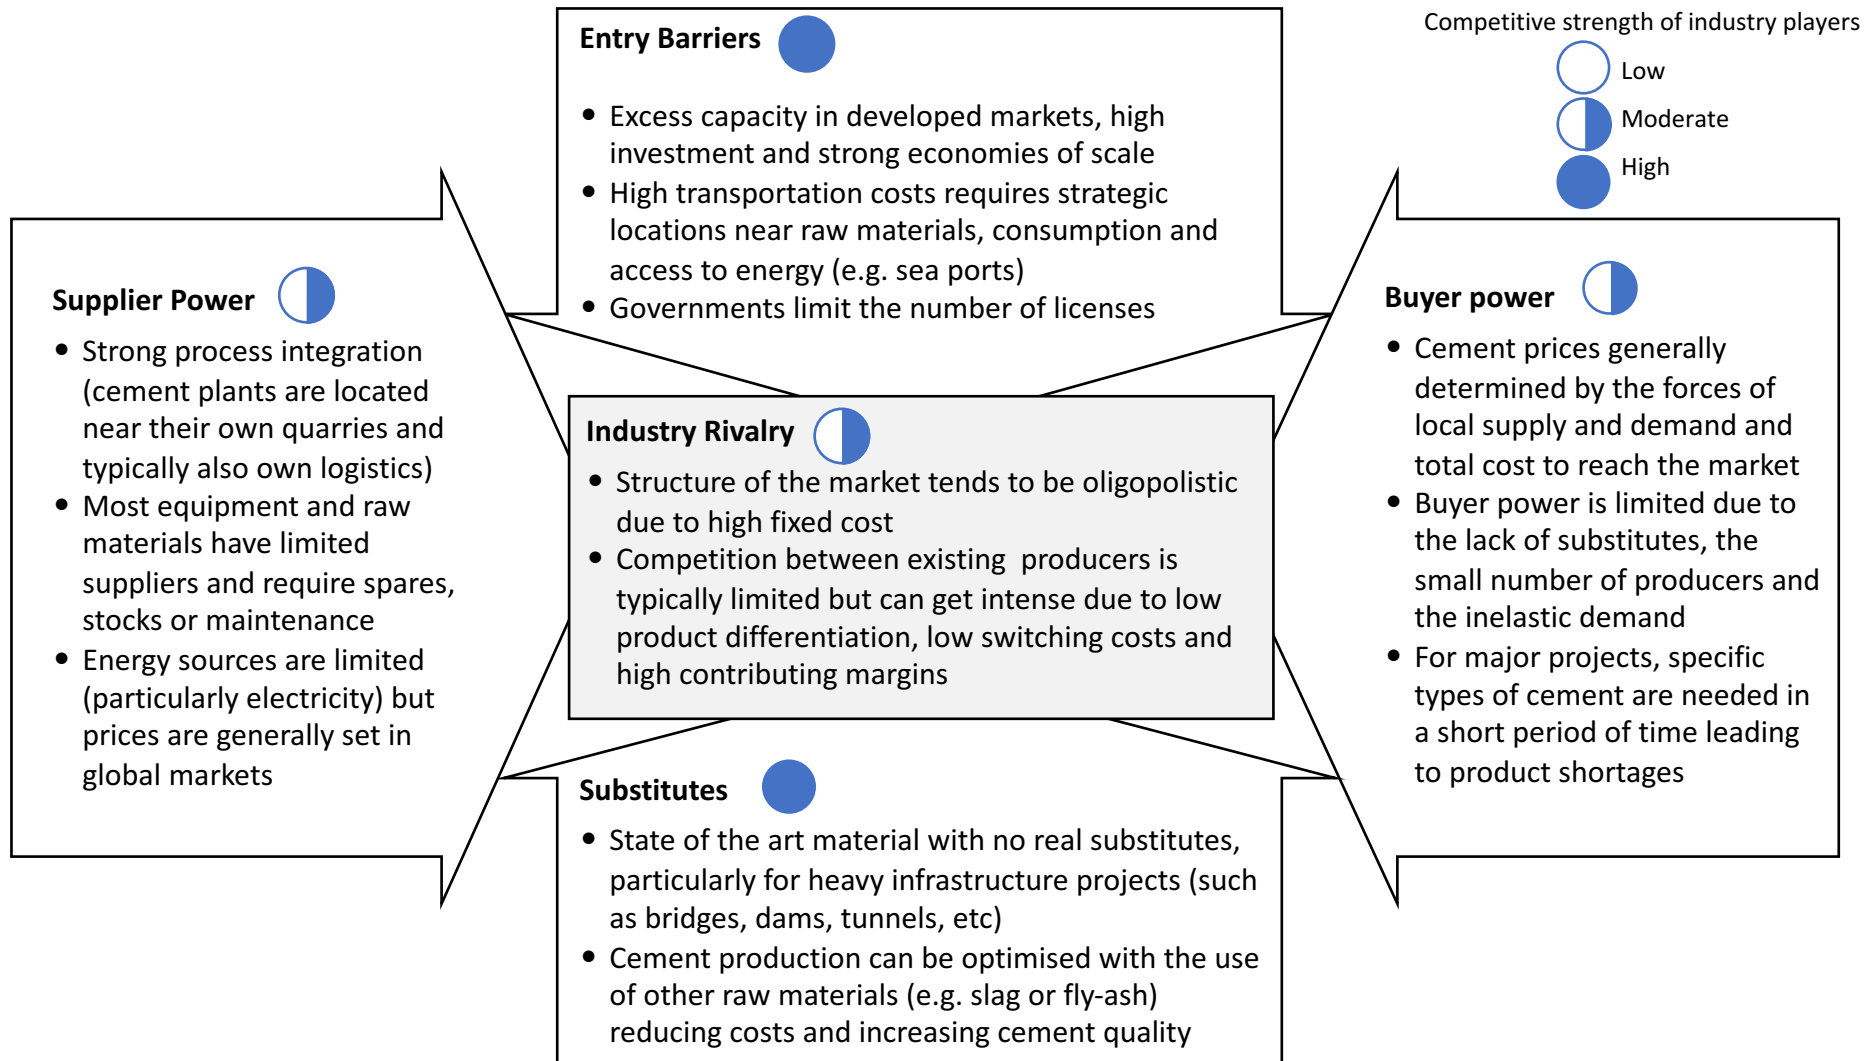 Competitive strength of industry players
Low
Moderate
High
Entry Barriers
• Excess capacity in developed markets, high
investment and strong economies of scale
• High transportation costs requires strategic
locations near raw materials, consumption and
access to energy (e.g. sea ports)
• Governments limit the number of licenses
Supplier Power
• Strong process integration
(cement plants are located
near their own quarries and
typically also own logistics)
• Most equipment and raw
materials have limited
suppliers and require spares,
stocks or maintenance
• Energy sources are limited
(particularly electricity) but
prices are generally set in
global markets
Industry Rivalry
• Structure of the market tends to be oligopolistic
due to high fixed cost
• Competition between existing  producers is
typically limited but can get intense due to low
product differentiation, low switching costs and
high contributing margins
Buyer power
• Cement prices generally
determined by the forces of
local supply and demand and
total cost to reach the market
• Buyer power is limited due to
the lack of substitutes, the
small number of producers and
the inelastic demand
• For major projects, specific
types of cement are needed in
a short period of time leading
to product shortages
Substitutes
• State of the art material with no real substitutes,
particularly for heavy infrastructure projects (such
as bridges, dams, tunnels, etc)
• Cement production can be optimised with the use
of other raw materials (e.g. slag or fly-ash)
reducing costs and increasing cement quality